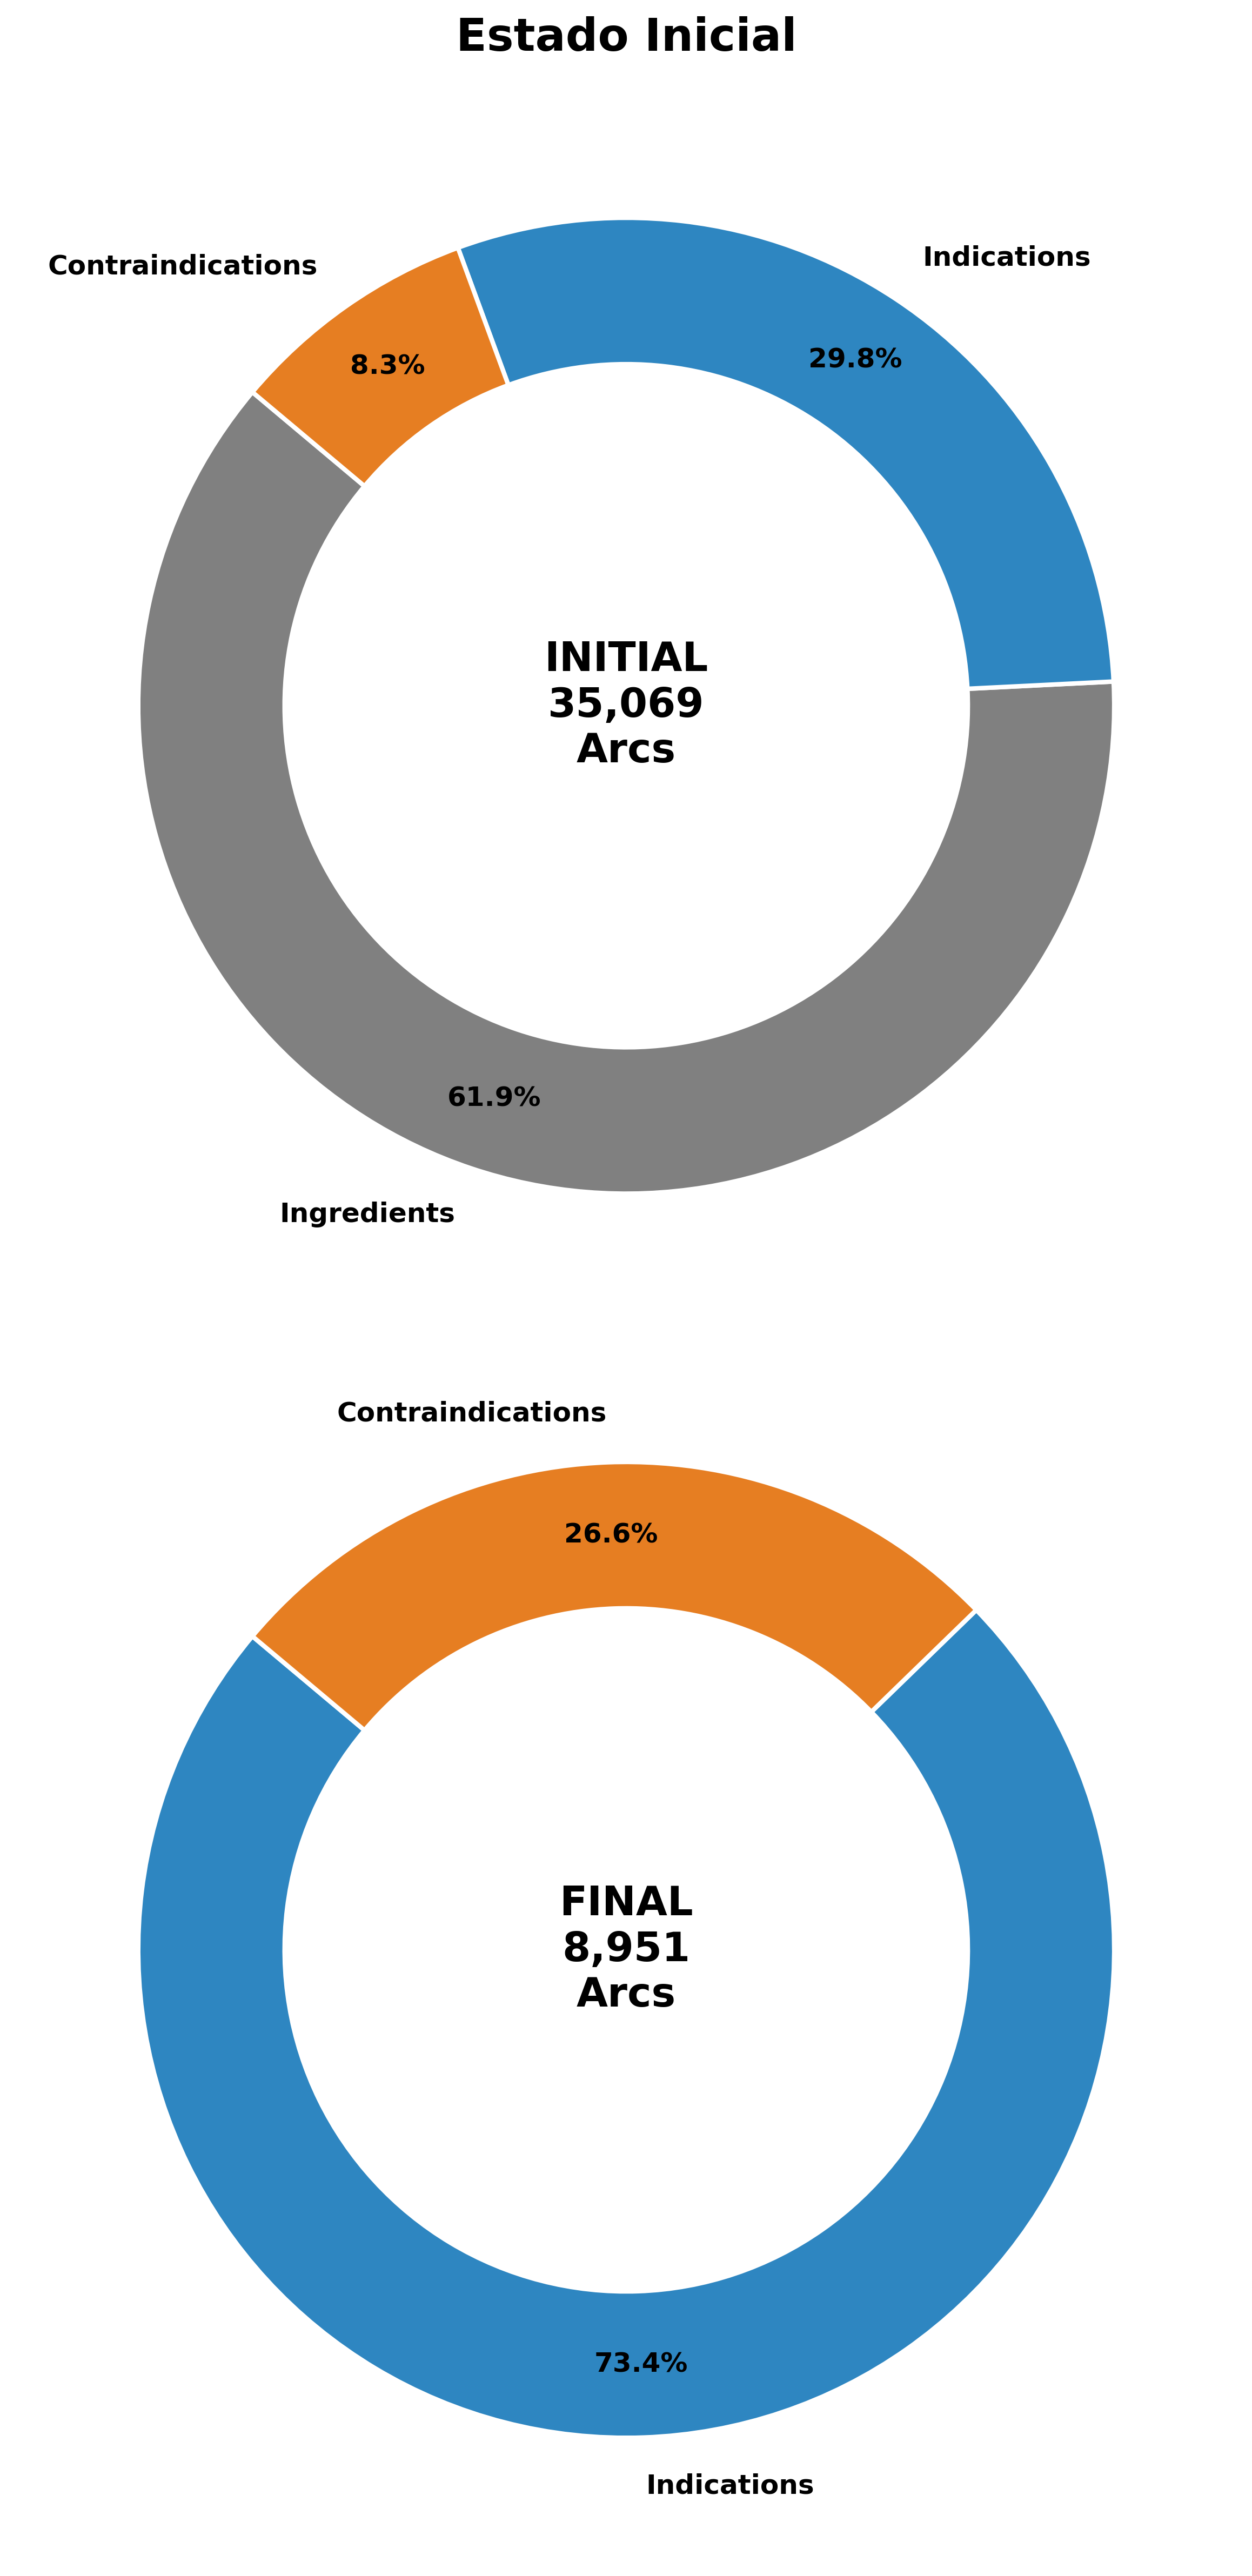 Estado Inicial
Contraindications
Indications
8.3%
29.8%
INITIAL
35,069
Arcs
61.9%
Ingredients
Contraindications
26.6%
FINAL
8,951
Arcs
73.4%
Indications